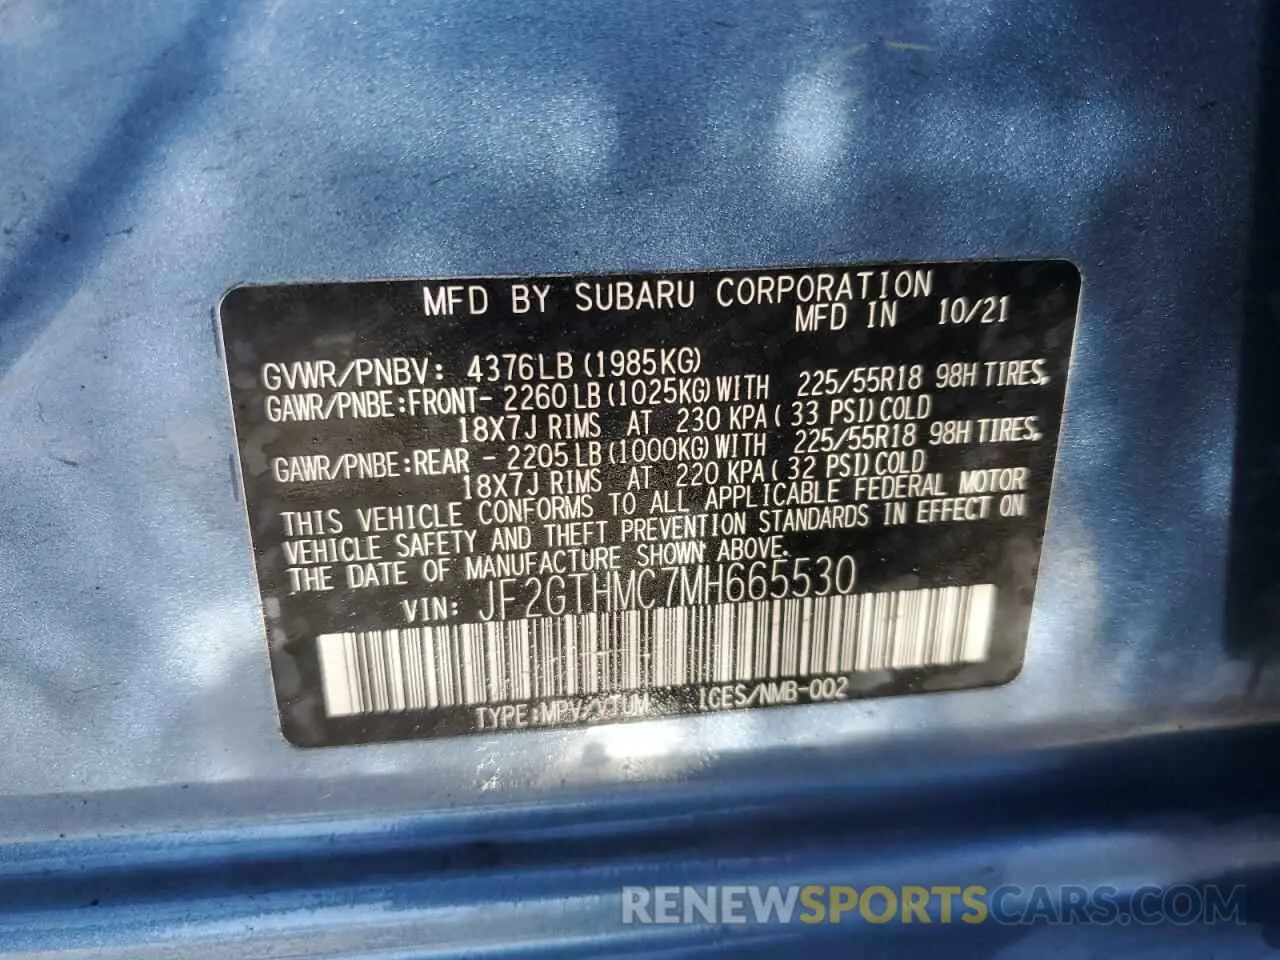 MFD BY SUBARU CORPORATION
MFD IN 10/21
GVWR/PNBV: 4376LB (1985KG)
GAWR/PNBE:FRONT- 2260LB (1025KG) WITH 225/55R18 98H TIRES,
18X7J RIMS AT 230 KPA( 33 PSI) COLD
GAWR/PNBE:REAR - 2205LB (1000KG) WITH 225/55R18 98H TIRES,
18X7J RIMS AT 220 KPA( 32 PSI) COLD
THIS VEHICLE CONFORMS TO ALL APPLICABLE FEDERAL MOTOR
VEHICLE SAFETY AND THEFT PREVENTION STANDARDS IN EFFECT ON
THE DATE OF MANUFACTURE SHOWN ABOVE.
VIN: JF2GTHMC7MH665530
TYPE:MPV/VTUM ICES/NMB-002
RENEWSPORTSCARS.COM